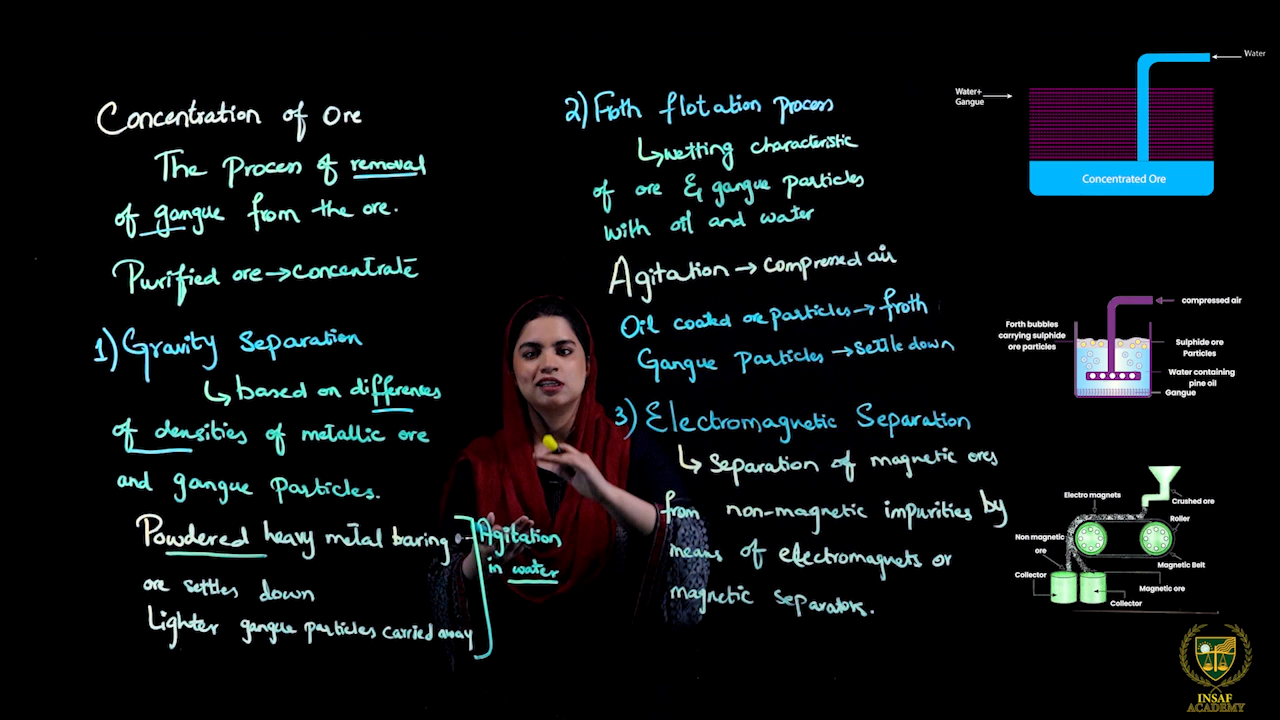 Concentration of Ore
The Process of removal
of gangue from the ore.
Purified ore → concentrate
1) Gravity Separation
↳ based on differences
of densities of metallic ore
and gangue Particles.
Powdered heavy metal baring
ore settles down
Lighter gangue particles carried away
Agitation
in water
2) Froth flotation process
↳ wetting characteristic
of ore & gangue particles
with oil and water
Agitation → compressed air
Oil coated ore particles → froth
Gangue Particles → settle down
3) Electromagnetic Separation
↳ Separation of magnetic ores
from non-magnetic impurities by
means of electromagnets or
magnetic separators.
Water
Water+
Gangue
Concentrated Ore
compressed air
Forth bubbles
carrying sulphide
ore particles
Sulphide ore
Particles
Water containing
pine oil
Gangue
Electro magnets
Crushed ore
Roller
Non magnetic
ore
Magnetic Belt
Collector
Magnetic ore
Collector
INSAF
ACADEMY